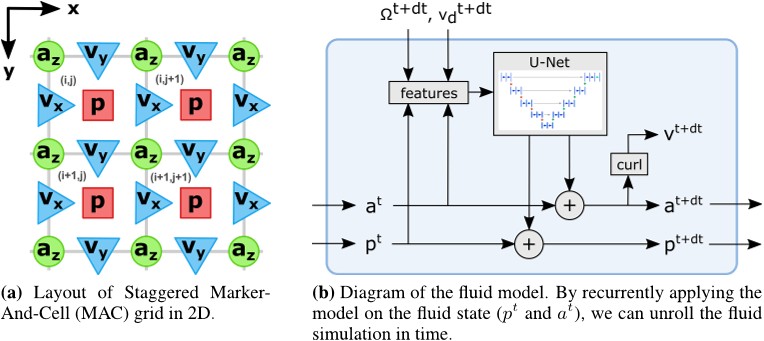 x
y
a_z v_y a_z v_y a_z
(i,j) (i,j+1)
v_x p v_x p v_x
a_z v_y a_z v_y a_z
(i+1,j) (i+1,j+1)
v_x p v_x p v_x
a_z v_y a_z v_y a_z
(a) Layout of Staggered Marker-
And-Cell (MAC) grid in 2D.
Ω^{t+dt}, v_d^{t+dt}
U-Net
features
v^{t+dt}
curl
a^t + a^{t+dt}
p^t + p^{t+dt}
(b) Diagram of the fluid model. By recurrently applying the
model on the fluid state (p^t and a^t), we can unroll the fluid
simulation in time.